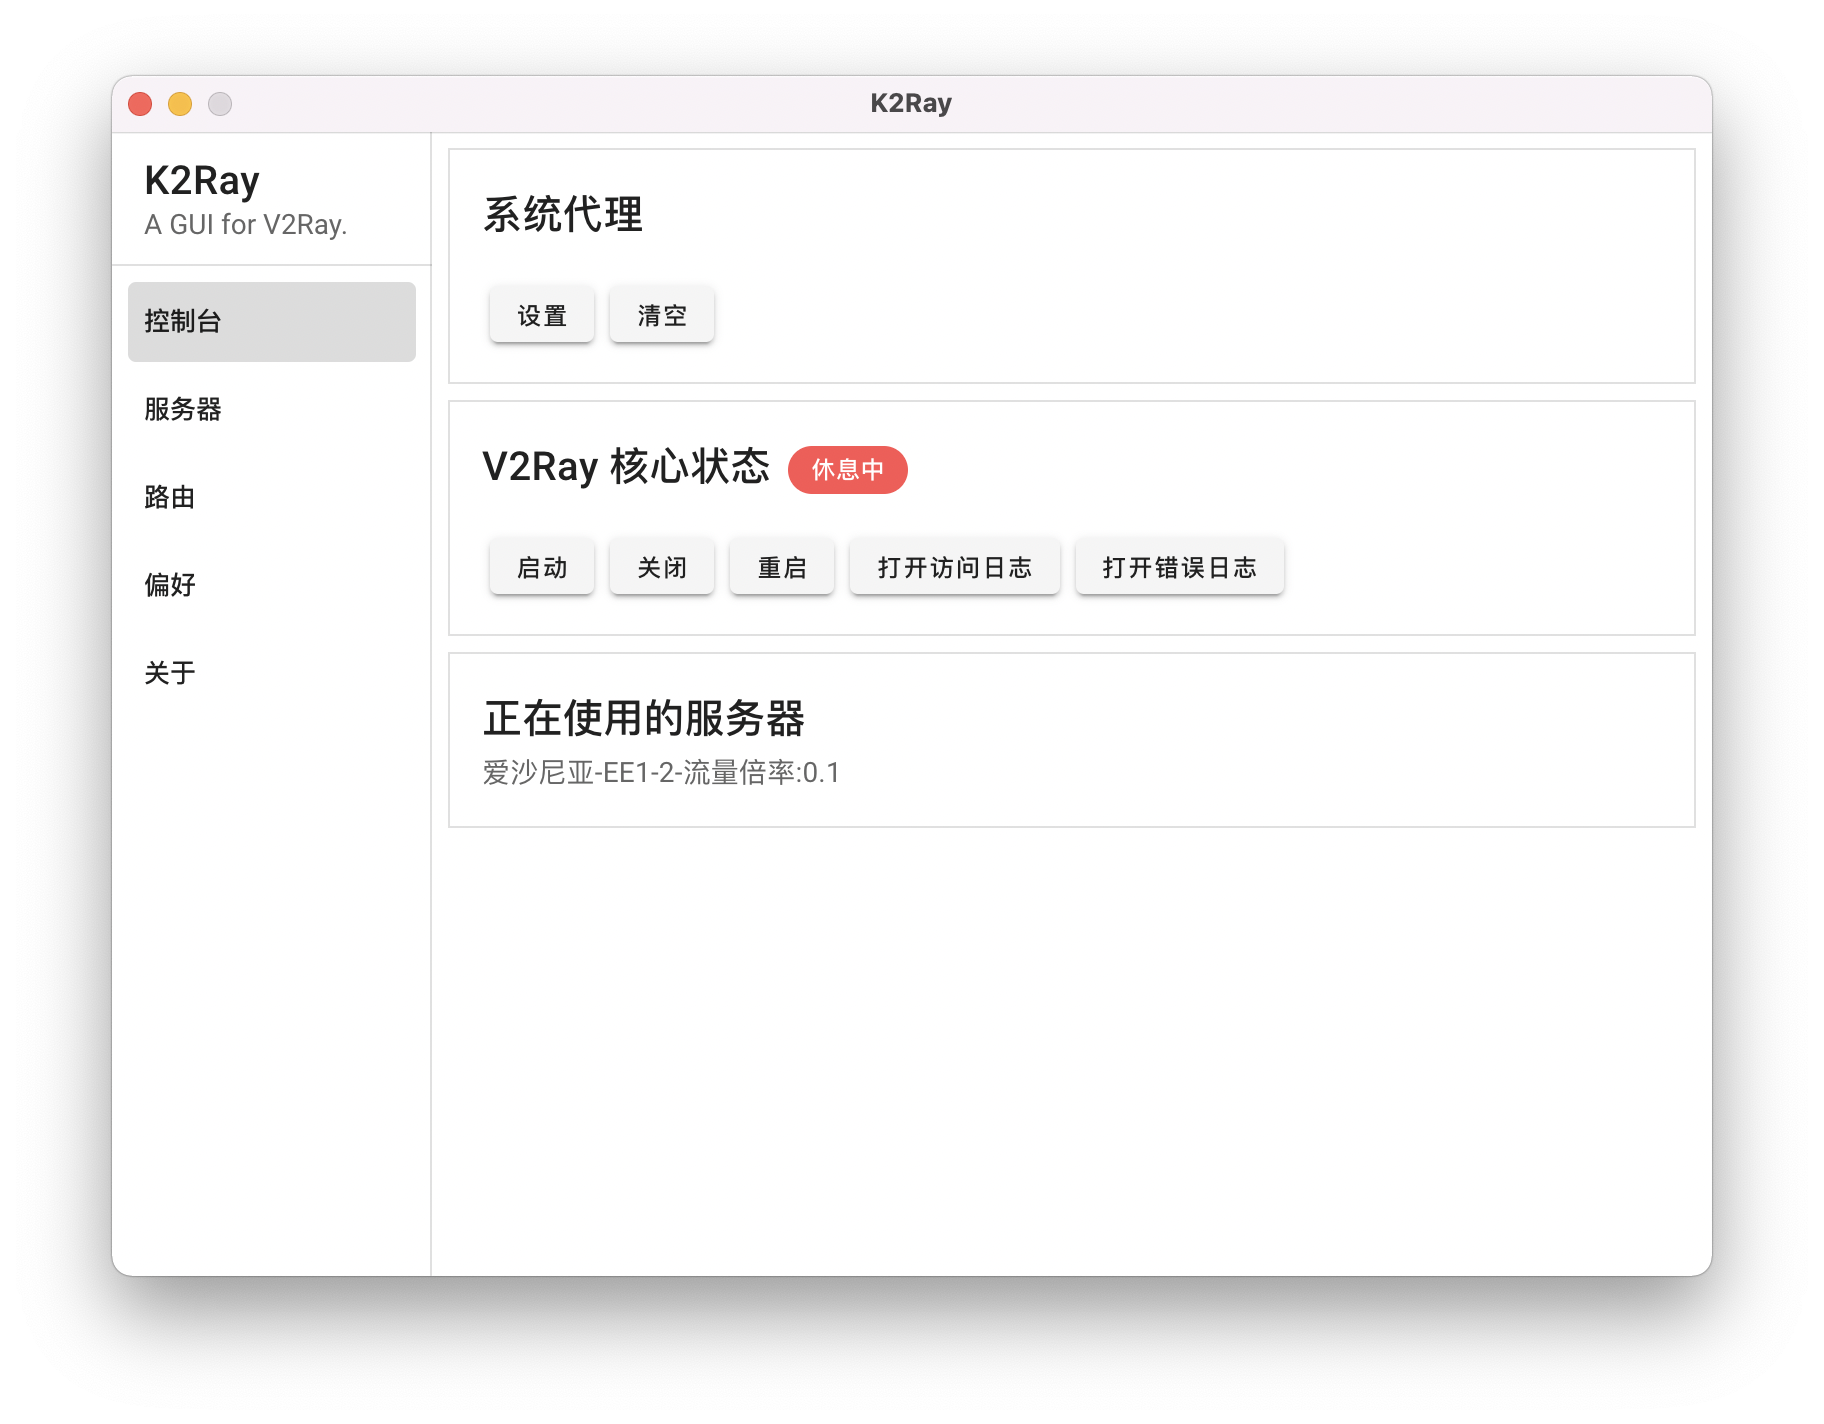 K2Ray
K2Ray
A GUI for V2Ray.
控制台
服务器
路由
偏好
关于
系统代理
设置 清空
V2Ray 核心状态 休息中
启动 关闭 重启 打开访问日志 打开错误日志
正在使用的服务器
爱沙尼亚-EE1-2-流量倍率:0.1